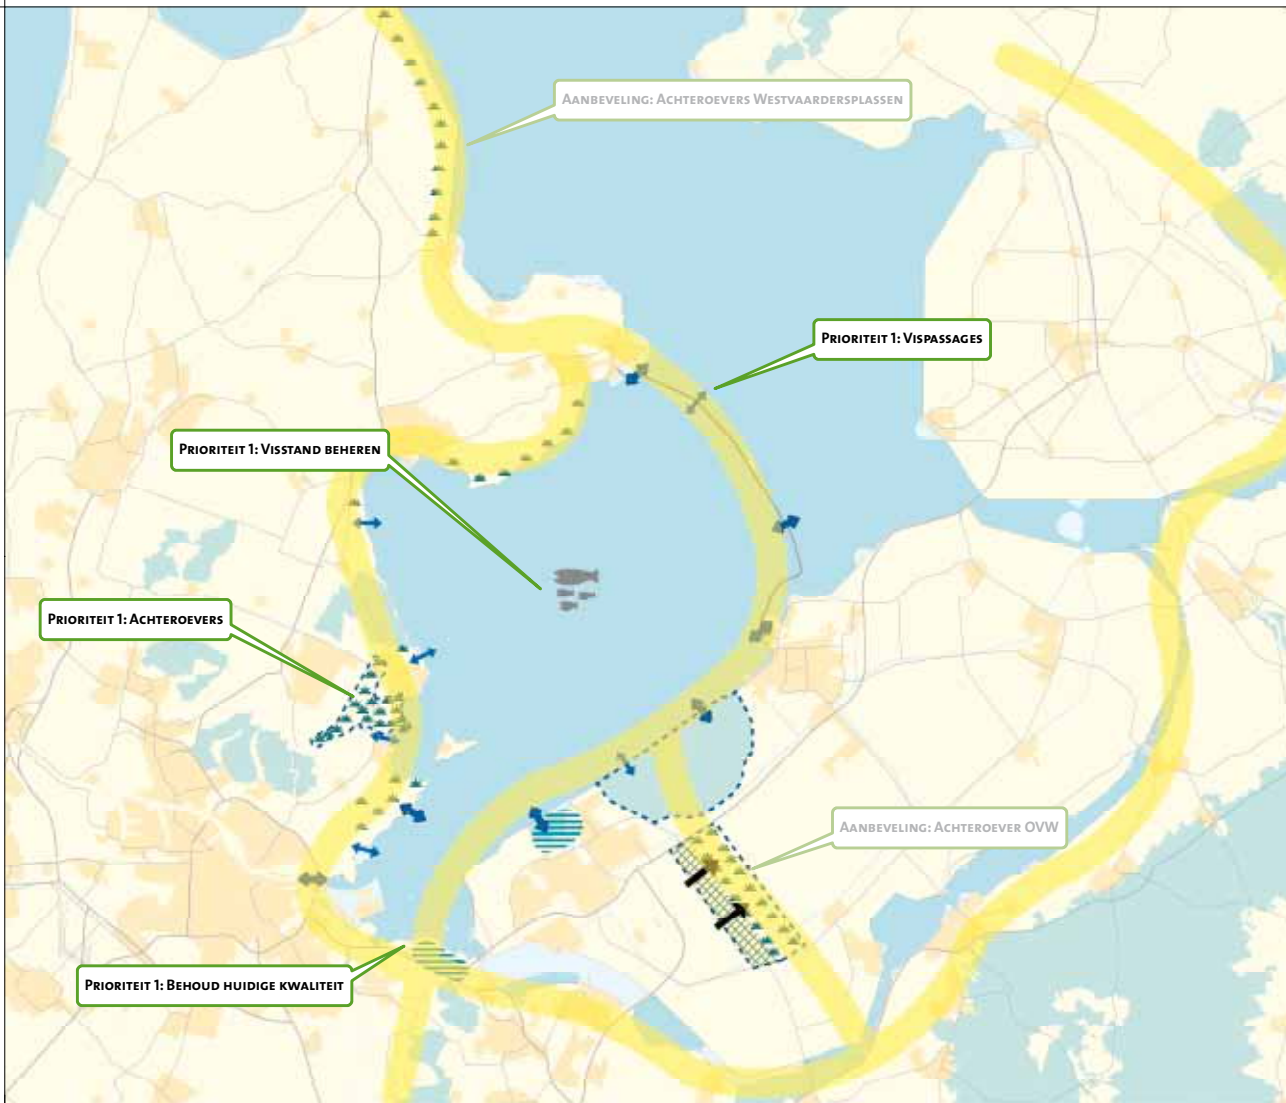 Aanbeveling: Achteroevers Westvaardersplassen
Prioriteit 1: Vispassages
Prioriteit 1: Visstand beheren
Prioriteit 1: Achteroevers
Aanbeveling: Achteroever OVW
Prioriteit 1: Behoud huidige kwaliteit